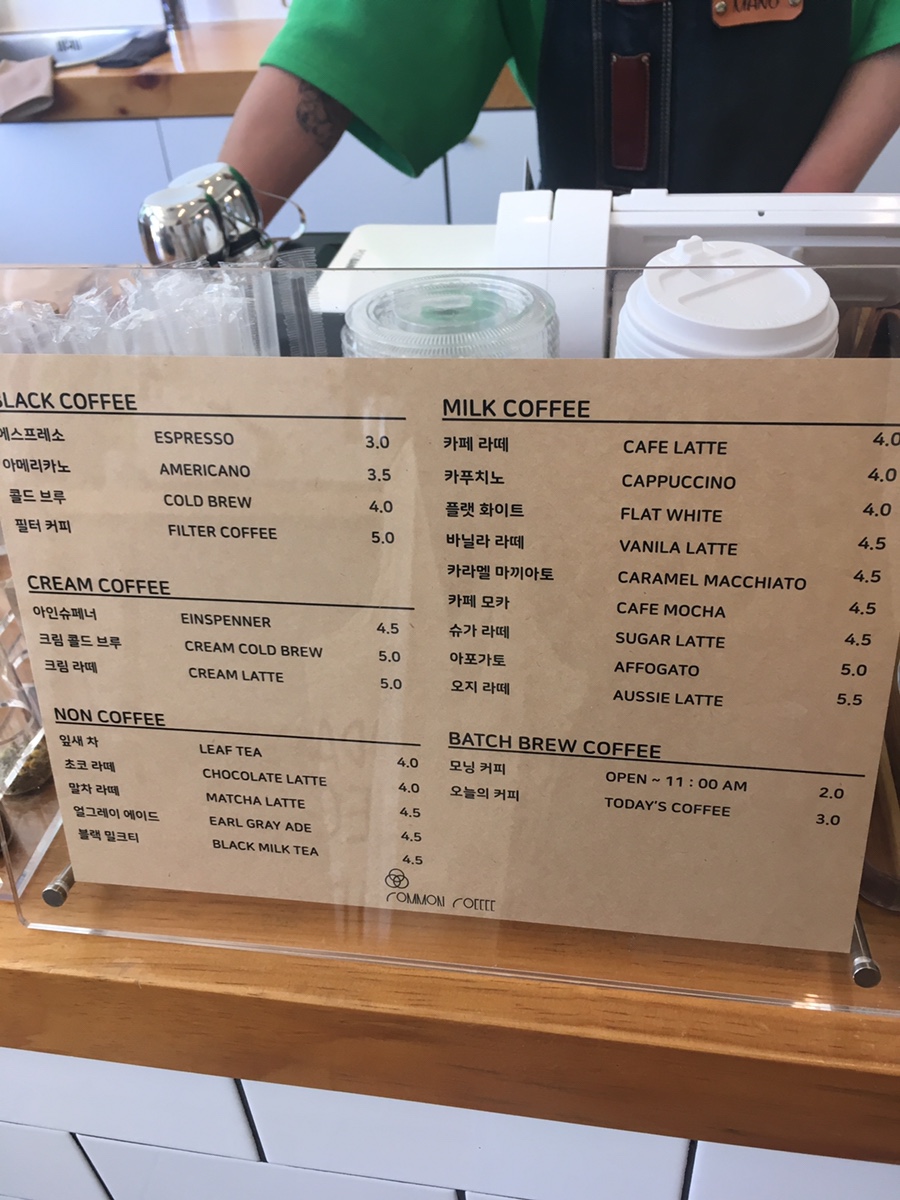 BLACK COFFEE
에스프레소 ESPRESSO 3.0
아메리카노 AMERICANO 3.5
콜드 브루 COLD BREW 4.0
필터 커피 FILTER COFFEE 5.0
CREAM COFFEE
아인슈페너 EINSPENNER 4.5
크림 콜드 브루 CREAM COLD BREW 5.0
크림 라떼 CREAM LATTE 5.0
NON COFFEE
잎새 차 LEAF TEA 4.0
초코 라떼 CHOCOLATE LATTE 4.0
말차 라떼 MATCHA LATTE 4.5
얼그레이 에이드 EARL GRAY ADE 4.5
블랙 밀크티 BLACK MILK TEA 4.5
MILK COFFEE
카페 라떼 CAFE LATTE 4.0
카푸치노 CAPPUCCINO 4.0
플랫 화이트 FLAT WHITE 4.0
바닐라 라떼 VANILA LATTE 4.5
카라멜 마끼아토 CARAMEL MACCHIATO 4.5
카페 모카 CAFE MOCHA 4.5
슈가 라떼 SUGAR LATTE 4.5
아포가토 AFFOGATO 5.0
오지 라떼 AUSSIE LATTE 5.5
BATCH BREW COFFEE
모닝 커피 OPEN ~ 11 : 00 AM 2.0
오늘의 커피 TODAY'S COFFEE 3.0
COMMON COFFEE